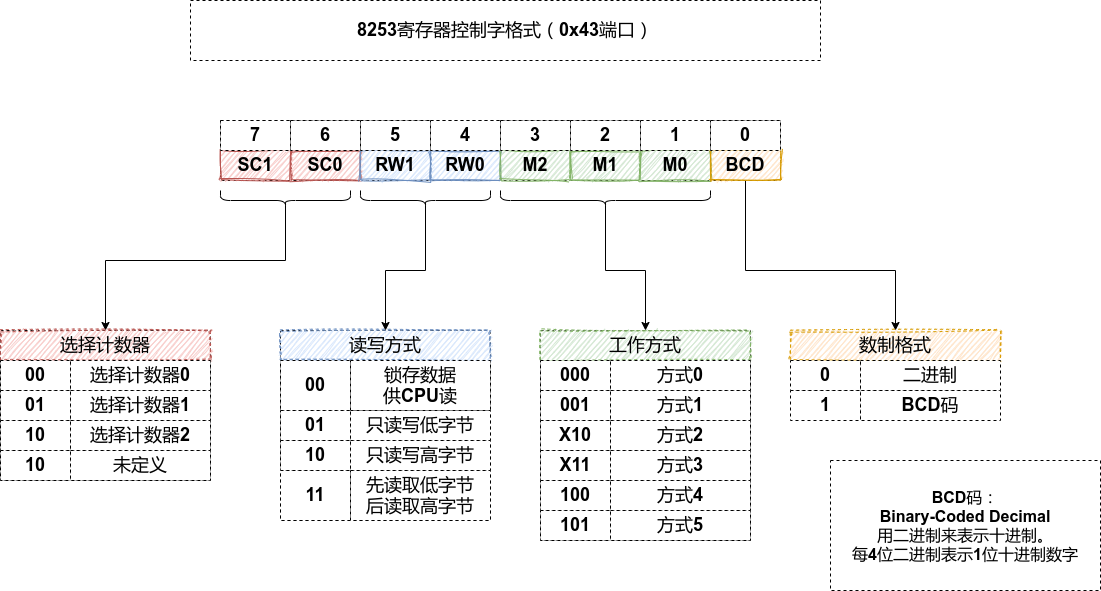 8253寄存器控制字格式（0x43端口）
7 6 5 4 3 2 1 0
SC1 SC0 RW1 RW0 M2 M1 M0 BCD
选择计数器
00 选择计数器0
01 选择计数器1
10 选择计数器2
10 未定义
读写方式
00 锁存数据
供CPU读
01 只读写低字节
10 只读写高字节
11 先读取低字节
后读取高字节
工作方式
000 方式0
001 方式1
X10 方式2
X11 方式3
100 方式4
101 方式5
数制格式
0 二进制
1 BCD码
BCD码：
Binary-Coded Decimal
用二进制来表示十进制。
每4位二进制表示1位十进制数字